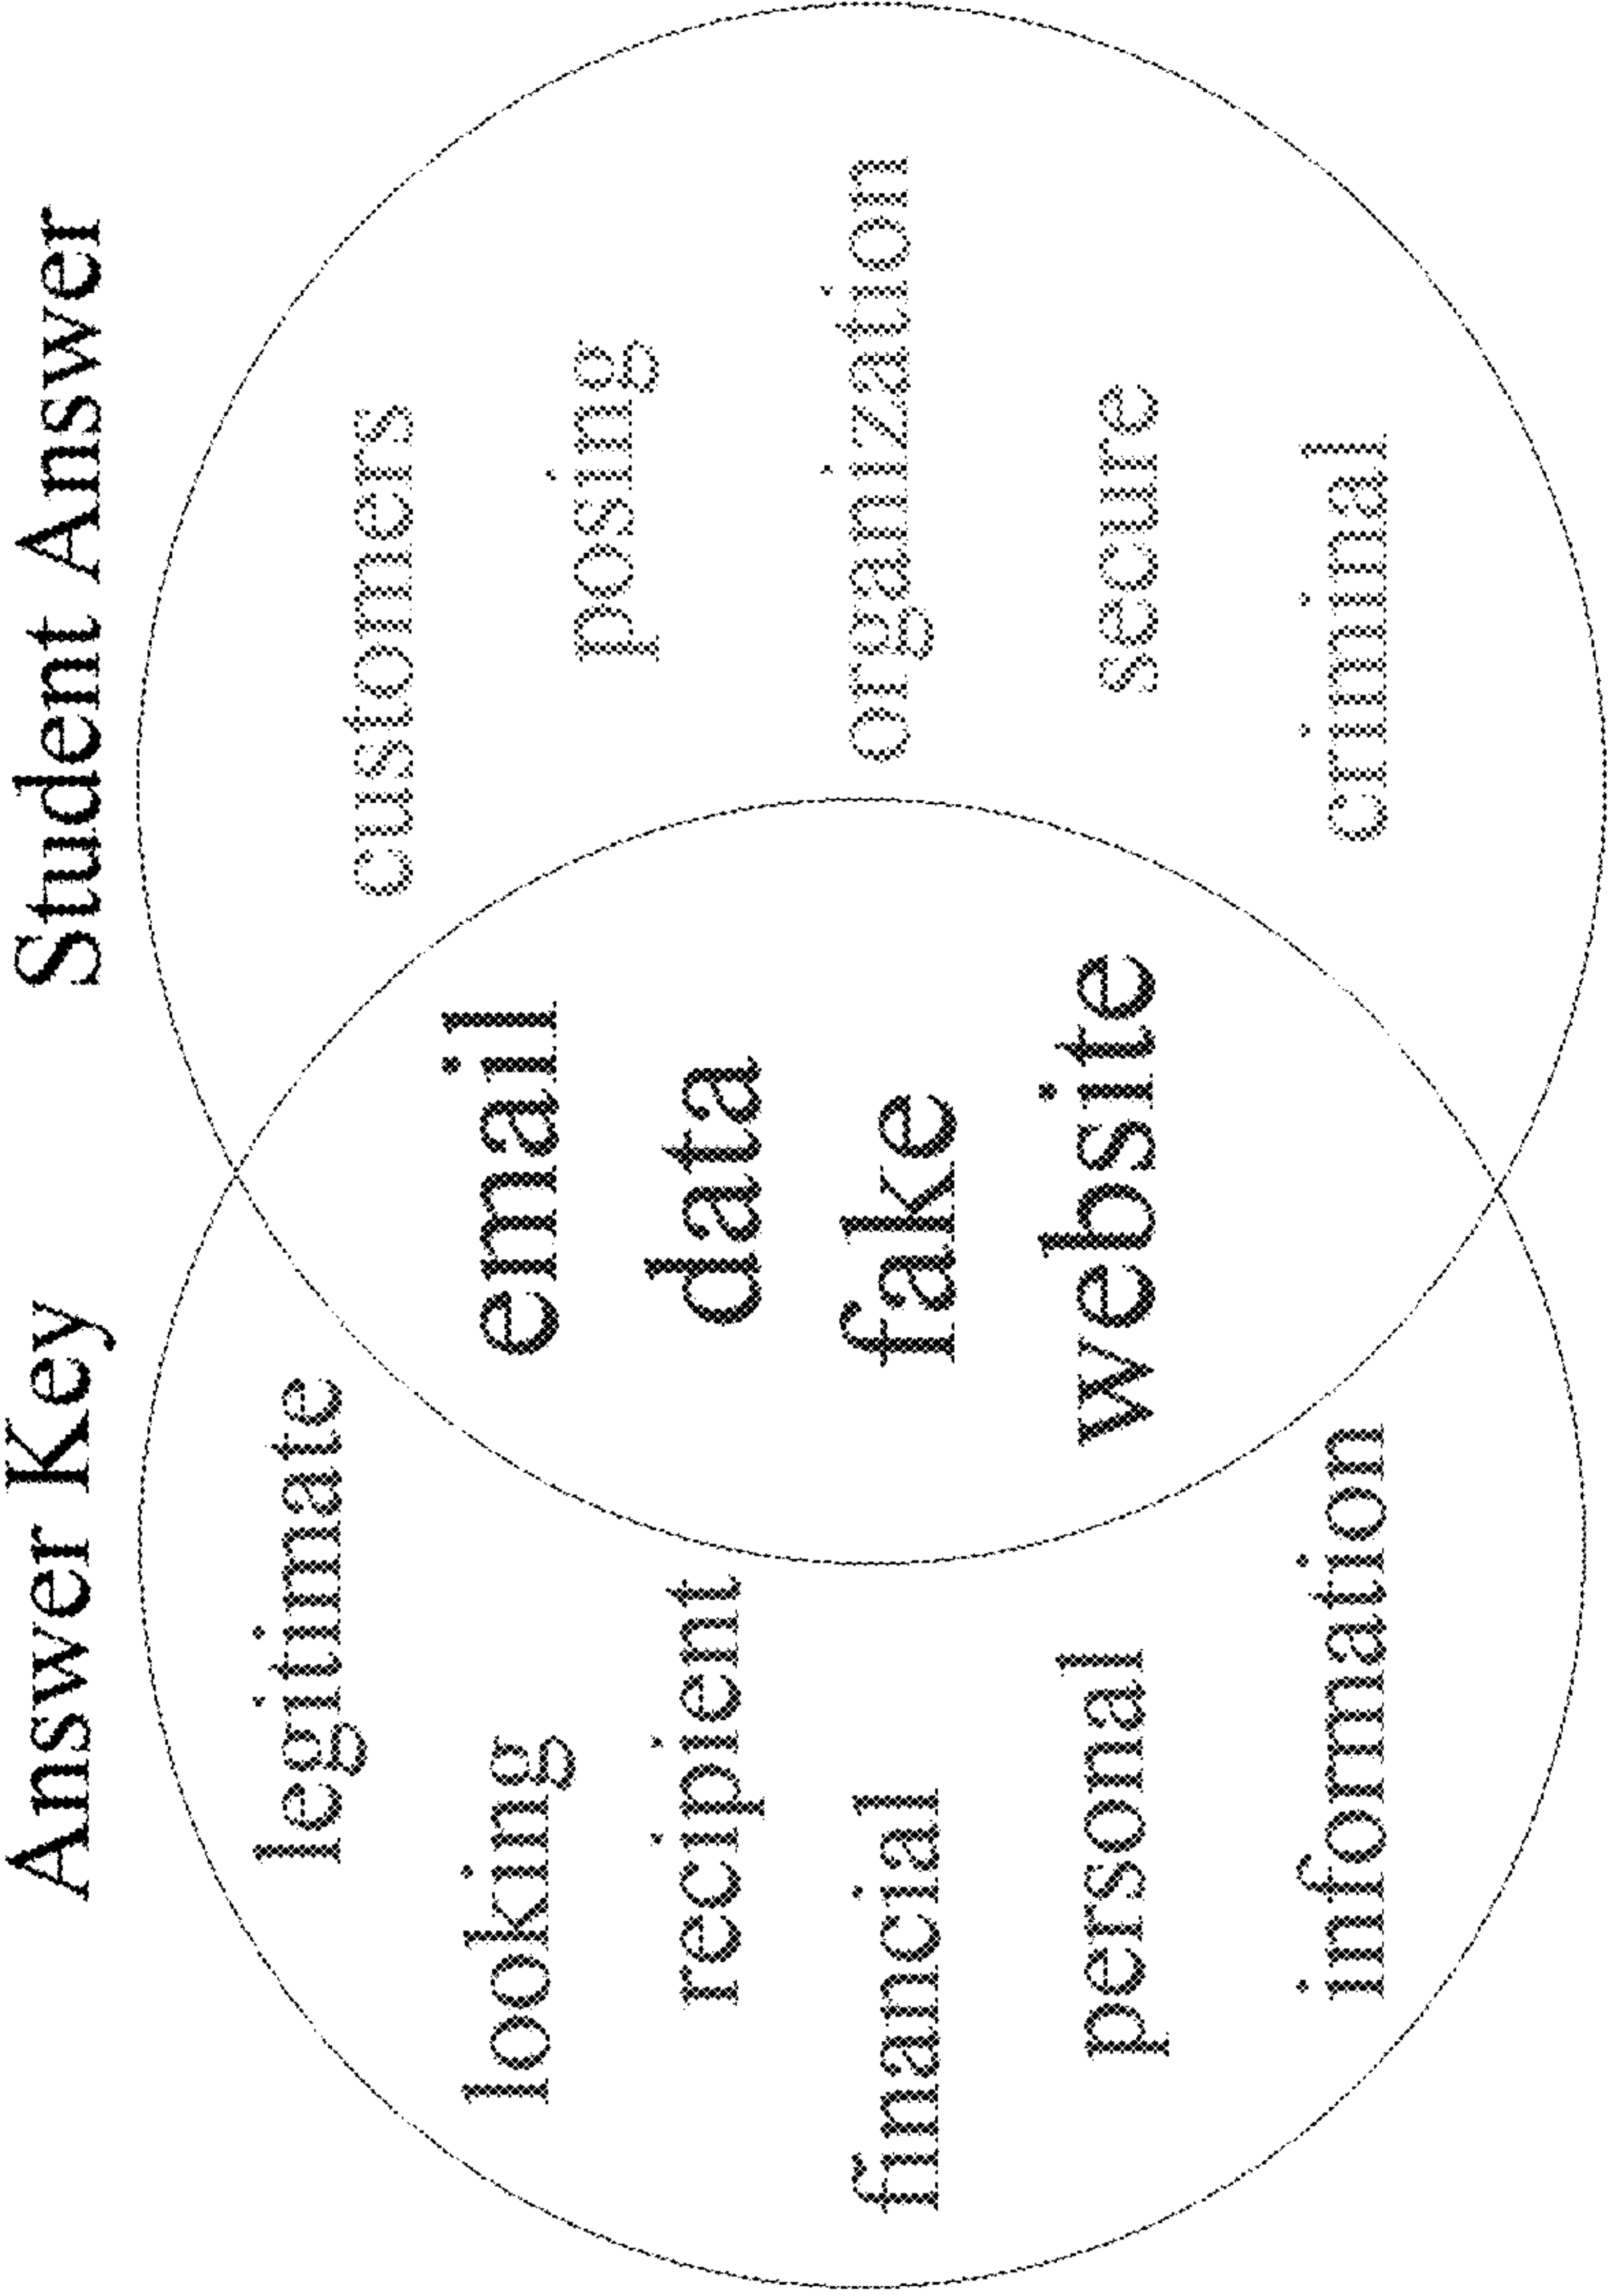 Answer Key
Student Answer
legitimate
looking
recipient
financial
personal
information
email
data
fake
website
customers
posing
organization
secure
criminal